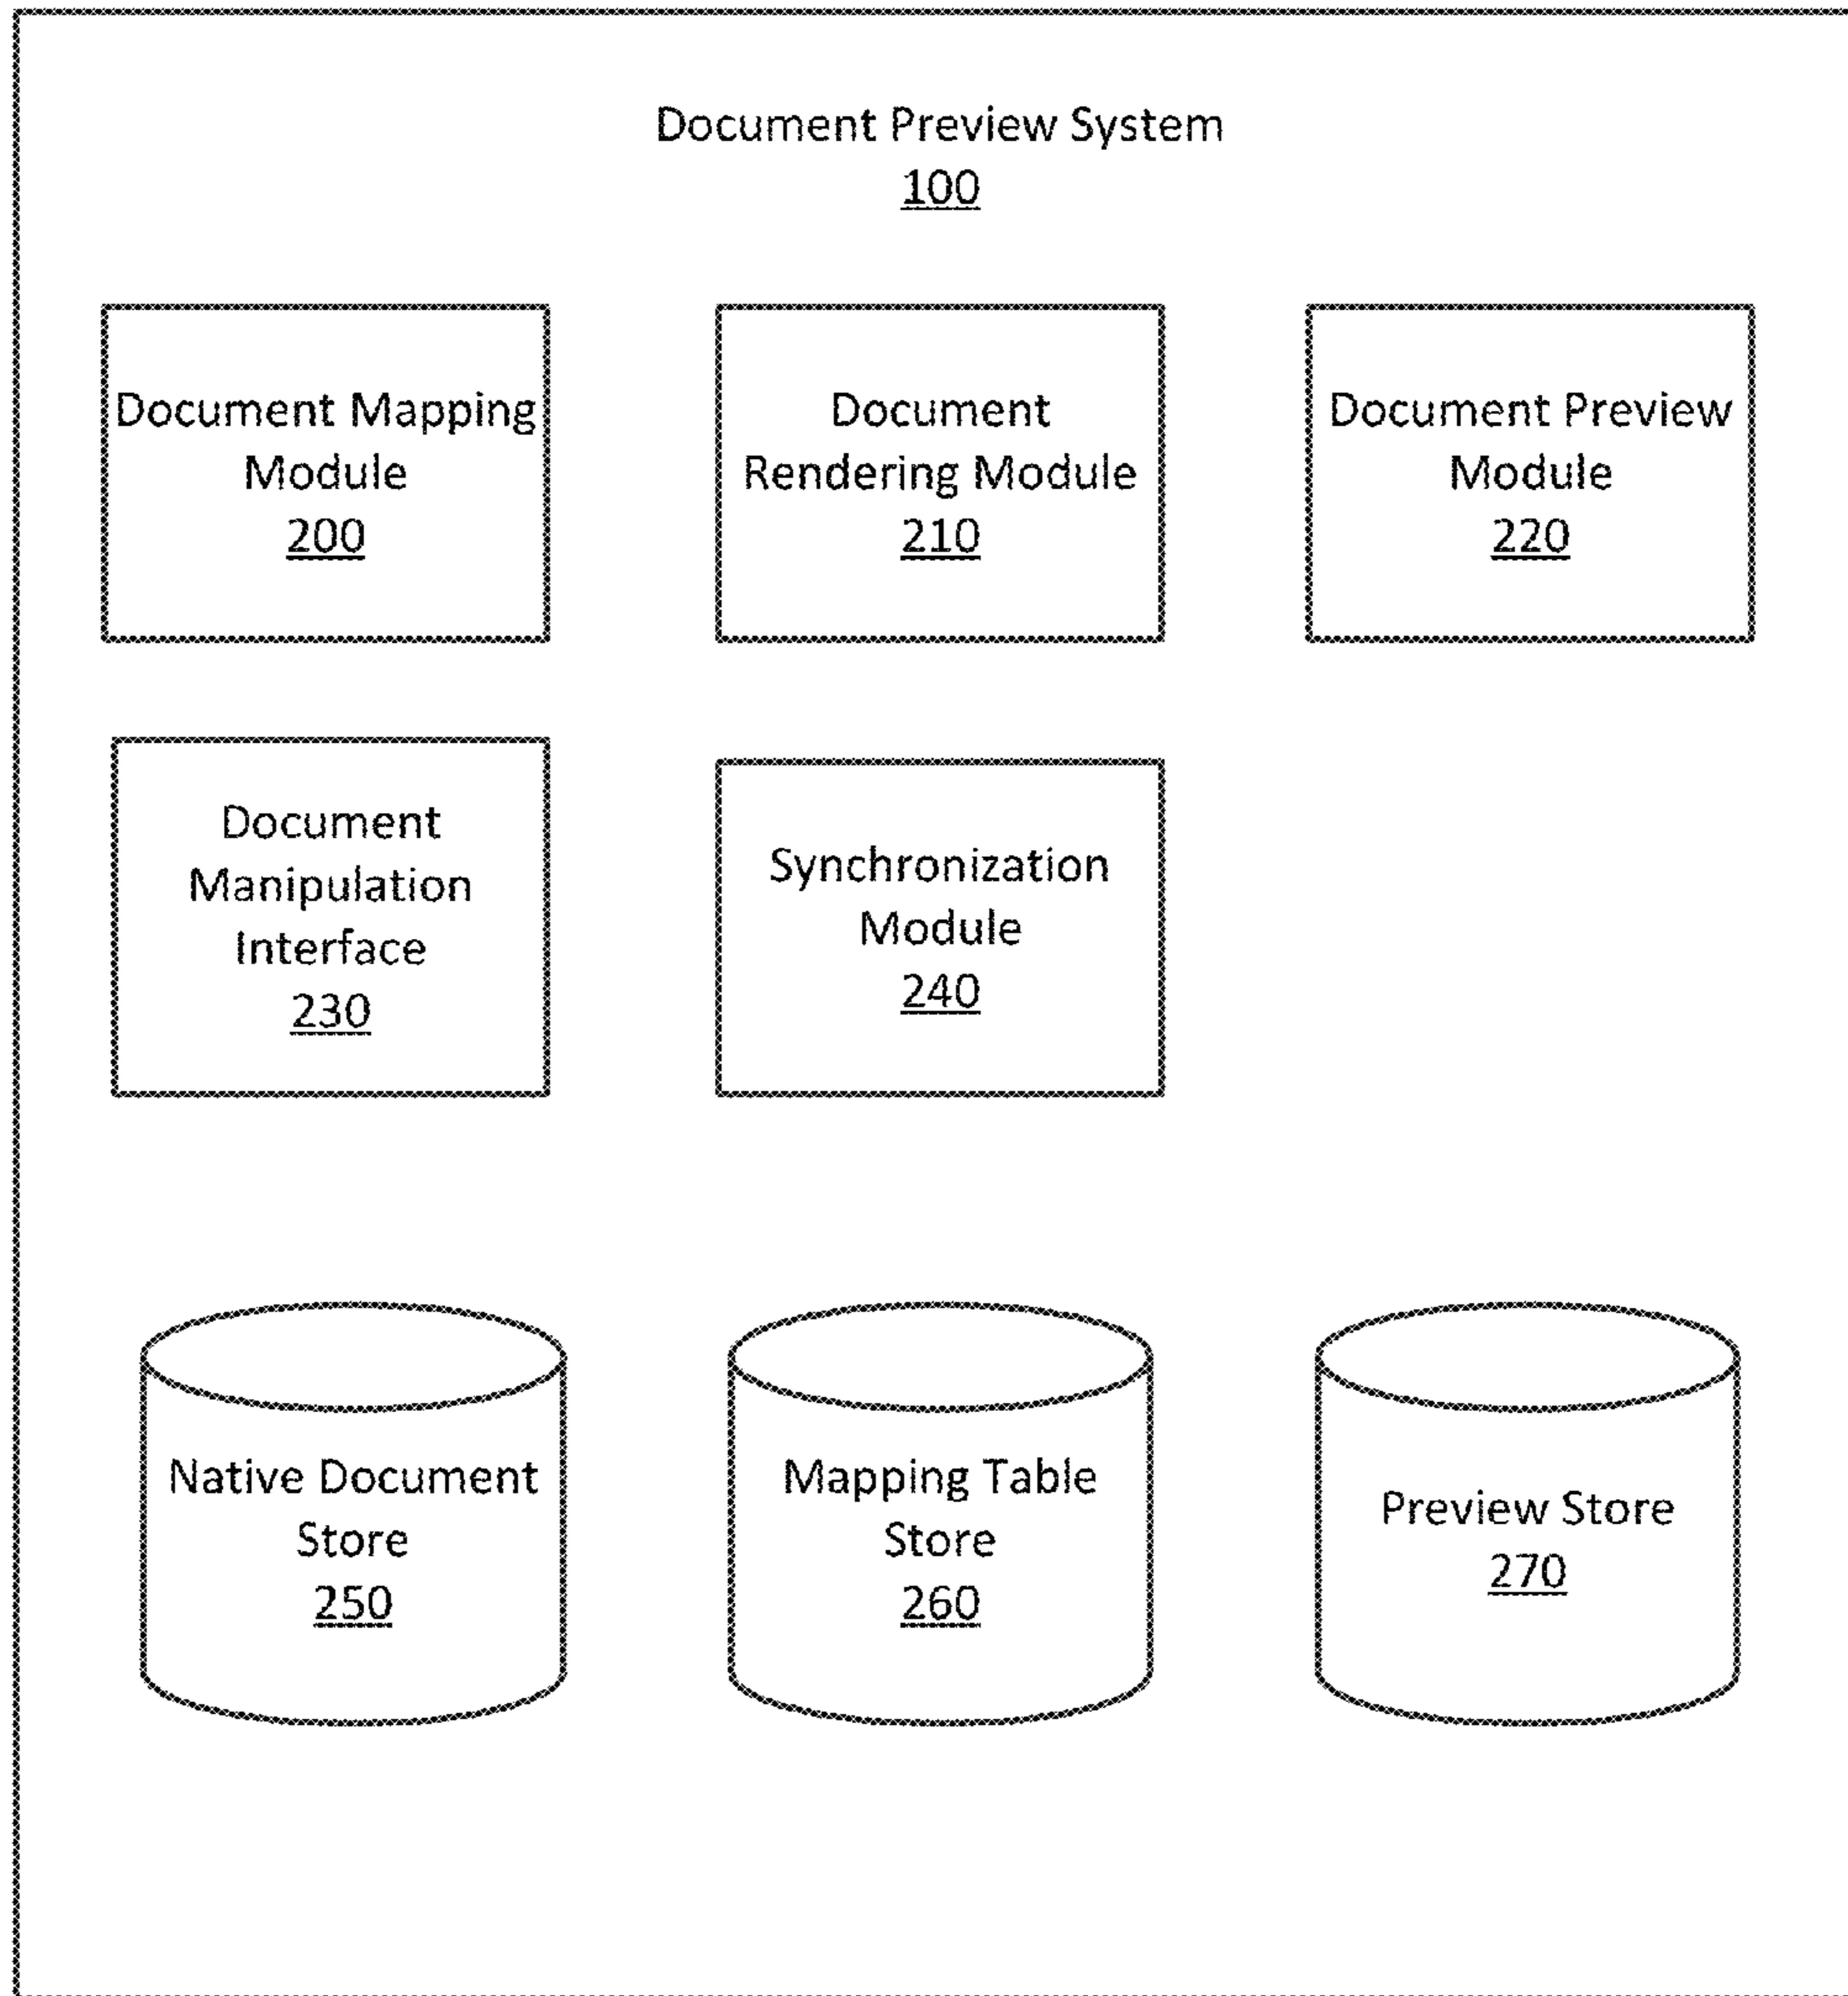 Document Preview System
100
Document Mapping
Module
200
Document
Rendering Module
210
Document Preview
Module
220
Document
Manipulation
Interface
230
Synchronization
Module
240
Native Document
Store
250
Mapping Table
Store
260
Preview Store
270